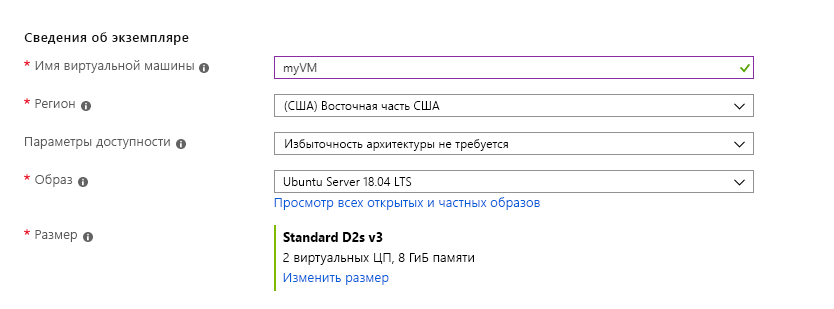 Сведения об экземпляре
* Имя виртуальной машины
myVM
* Регион
(США) Восточная часть США
Параметры доступности
Избыточность архитектуры не требуется
* Образ
Ubuntu Server 18.04 LTS
Просмотр всех открытых и частных образов
* Размер
Standard D2s v3
2 виртуальных ЦП, 8 ГиБ памяти
Изменить размер